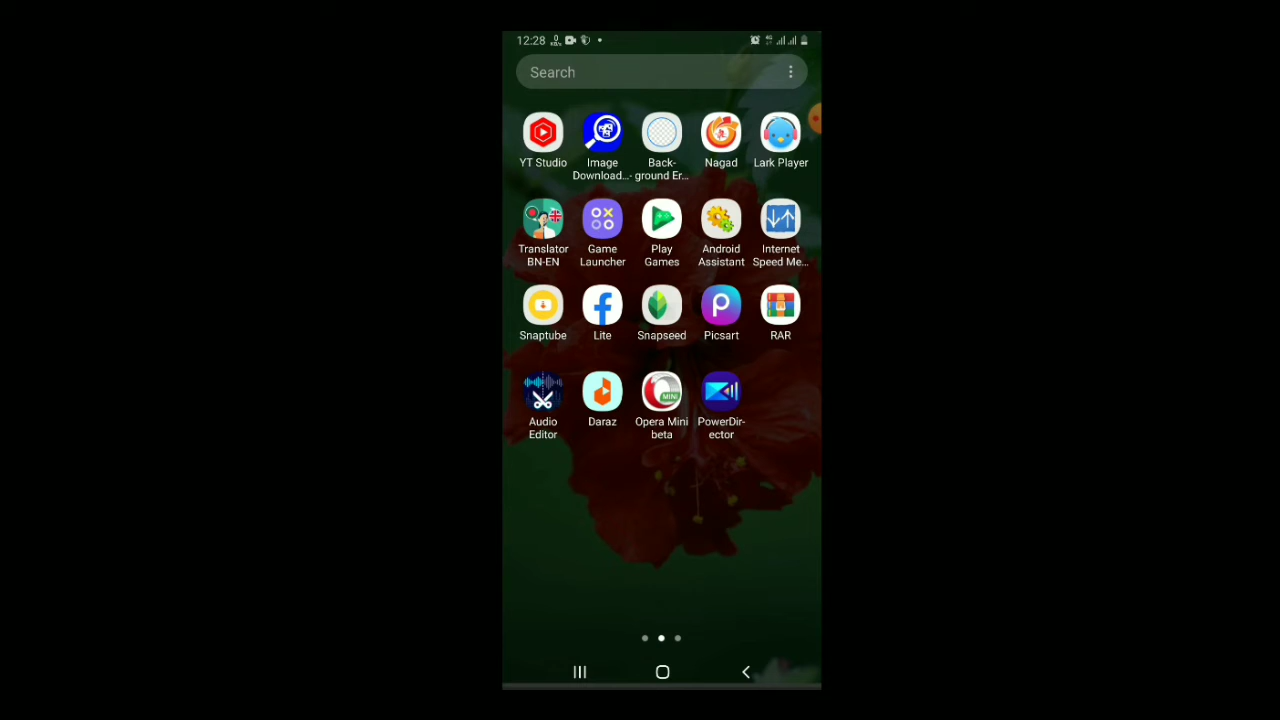 12:28
Search
YT Studio
Image
Download...
Back-
ground Er...
Nagad
Lark Player
Translator
BN-EN
Game
Launcher
Play
Games
Android
Assistant
Internet
Speed Me...
Snaptube
Lite
Snapseed
Picsart
RAR
Audio
Editor
Daraz
Opera Mini
beta
MINI
PowerDir-
ector